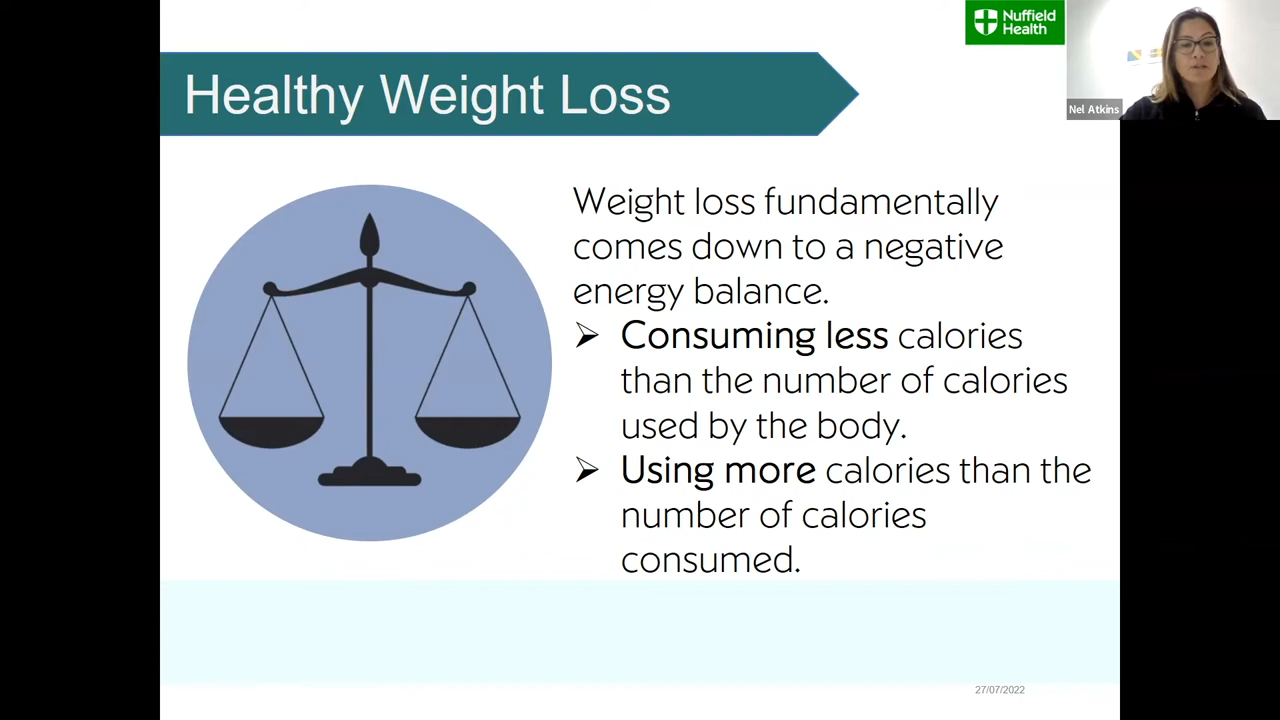 Nuffield
Health
Nel Atkins
Healthy Weight Loss
Weight loss fundamentally
comes down to a negative
energy balance.
➢ Consuming less calories
than the number of calories
used by the body.
➢ Using more calories than the
number of calories
consumed.
27/07/2022